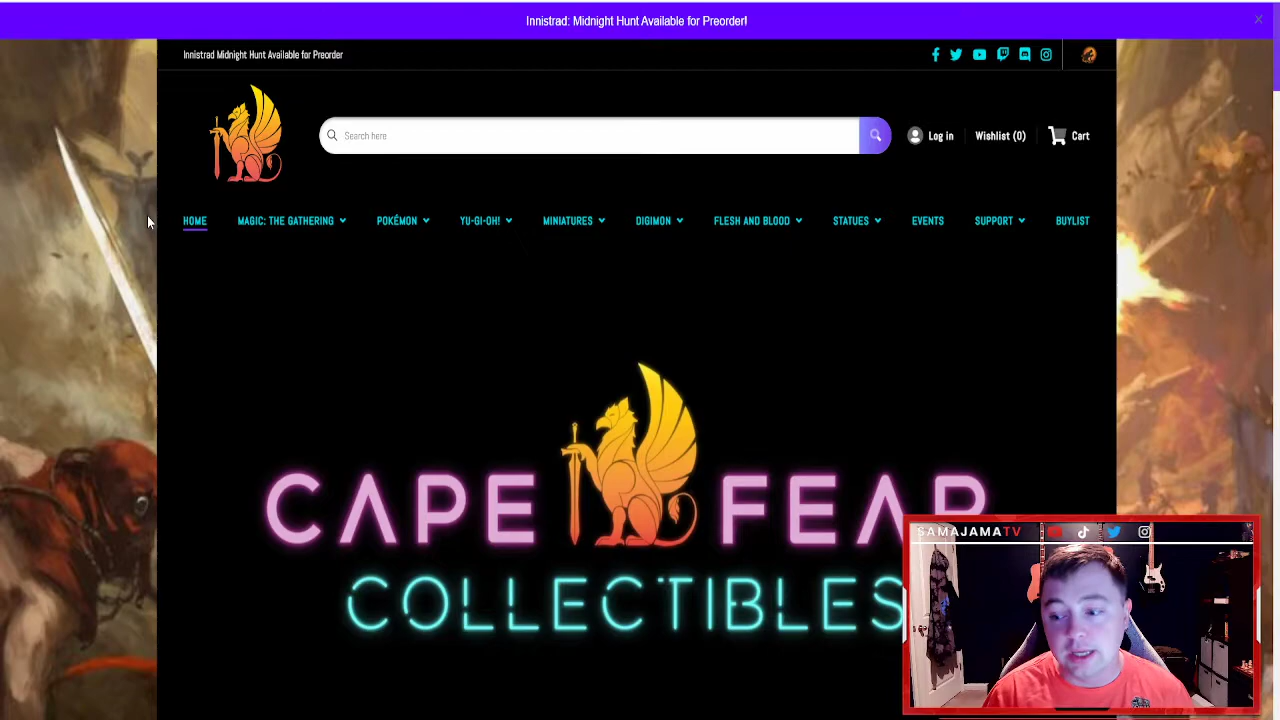 Innistrad: Midnight Hunt Available for Preorder!
Innistrad Midnight Hunt Available for Preorder
Search here
Log in
Wishlist (0)
Cart
HOME
MAGIC: THE GATHERING
POKÉMON
YU-GI-OH!
MINIATURES
DIGIMON
FLESH AND BLOOD
STATUES
EVENTS
SUPPORT
BUYLIST
CAPE FEAR
COLLECTIBLES
SAMAJAMATV